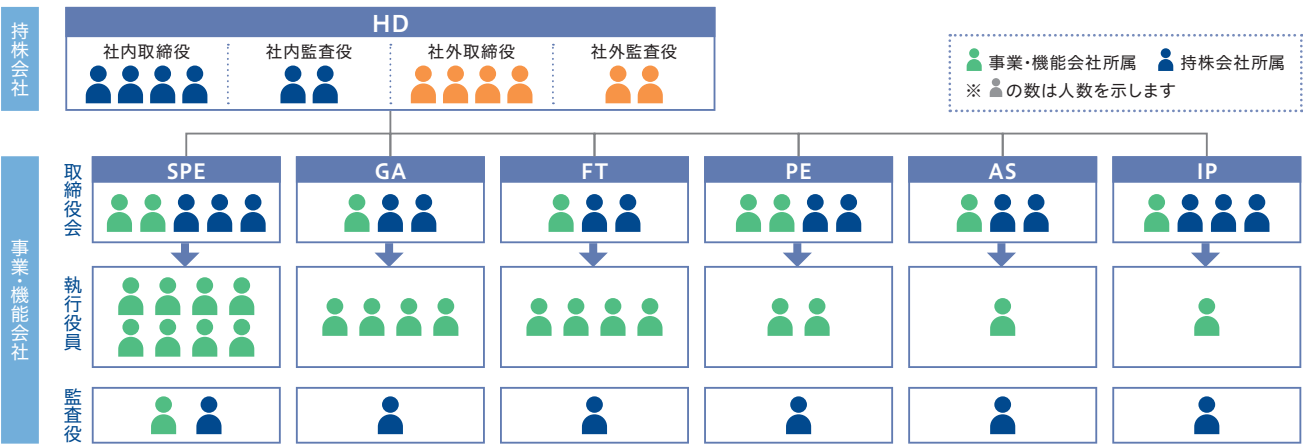 持株会社
HD
社内取締役
社内監査役
社外取締役
社外監査役
事業・機能会社所属
持株会社所属
※ の数は人数を示します
事業・機能会社
取締役会
SPE
GA
FT
PE
AS
IP
執行役員
監査役